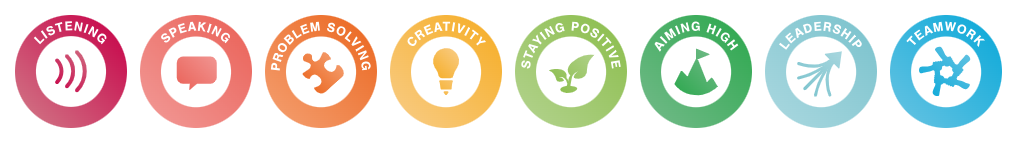 LISTENING
SPEAKING
PROBLEM SOLVING
CREATIVITY
STAYING POSITIVE
AIMING HIGH
LEADERSHIP
TEAMWORK